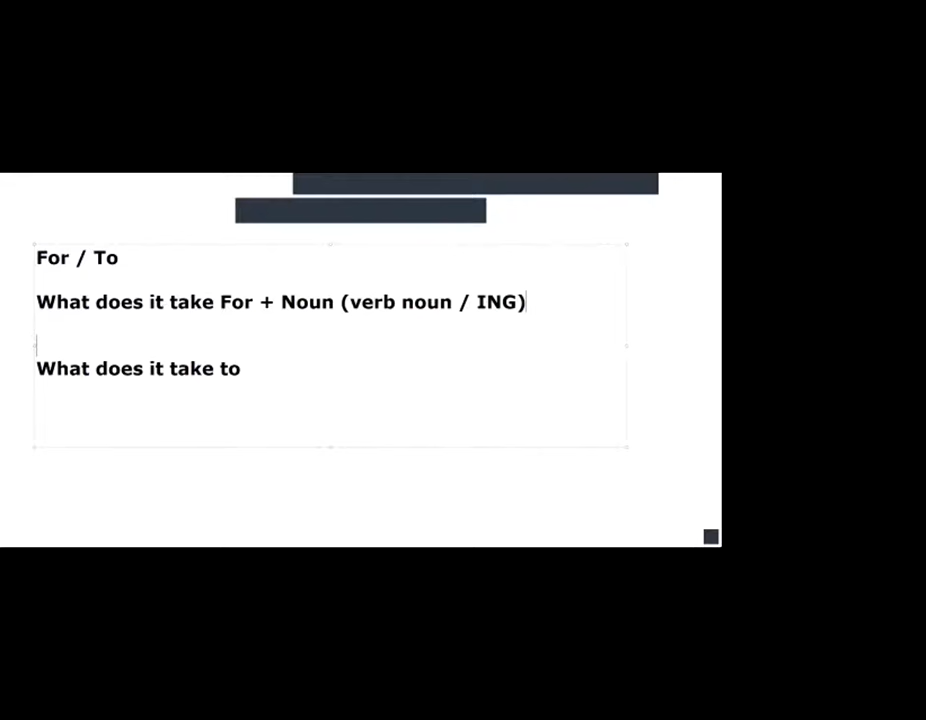 For / To
What does it take For + Noun (verb noun / ING)
What does it take to